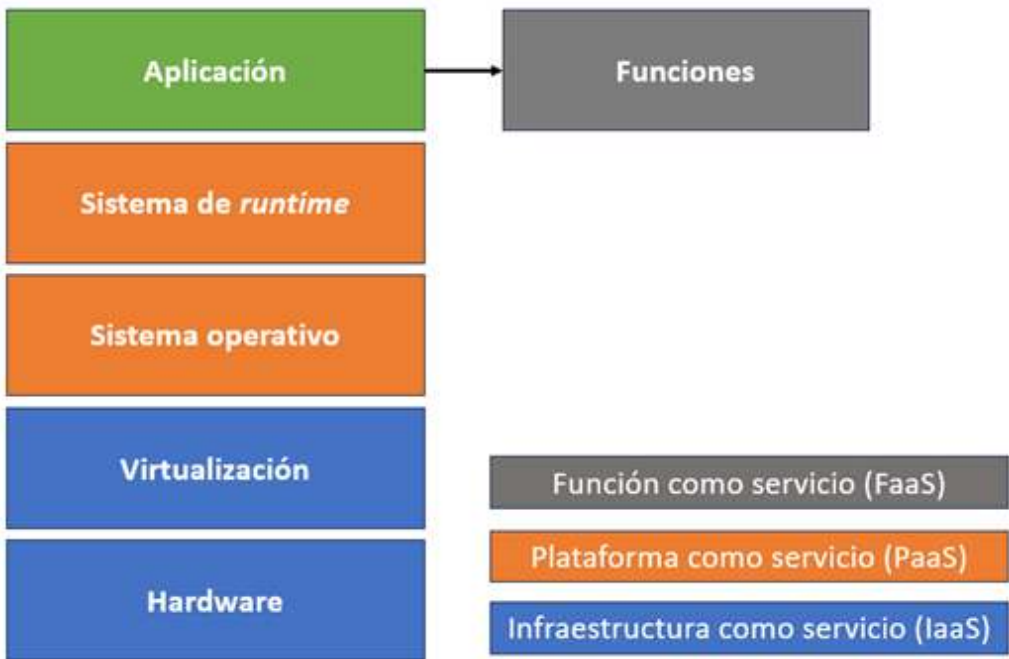 Aplicación
Funciones
Sistema de runtime
Sistema operativo
Virtualización
Hardware
Función como servicio (FaaS)
Plataforma como servicio (PaaS)
Infraestructura como servicio (IaaS)